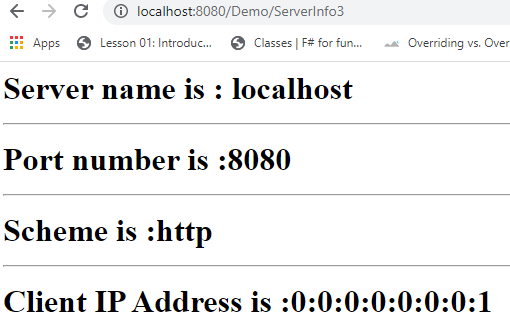 localhost:8080/Demo/ServerInfo3
Apps Lesson 01: Introduc... Classes | F# for fun... Overriding vs. Over
Server name is : localhost
Port number is :8080
Scheme is :http
Client IP Address is :0:0:0:0:0:0:0:1